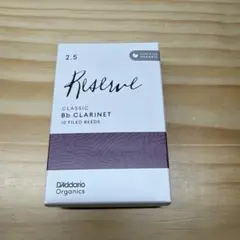 2.5
Reserve
CLASSIC
Bb CLARINET
10 FILED REEDS
D'Addario
Organics